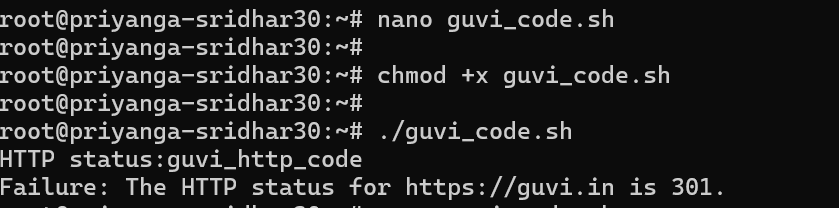 root@priyanga-sridhar30:~# nano guvi_code.sh
root@priyanga-sridhar30:~#
root@priyanga-sridhar30:~# chmod +x guvi_code.sh
root@priyanga-sridhar30:~#
root@priyanga-sridhar30:~# ./guvi_code.sh
HTTP status:guvi_http_code
Failure: The HTTP status for https://guvi.in is 301.